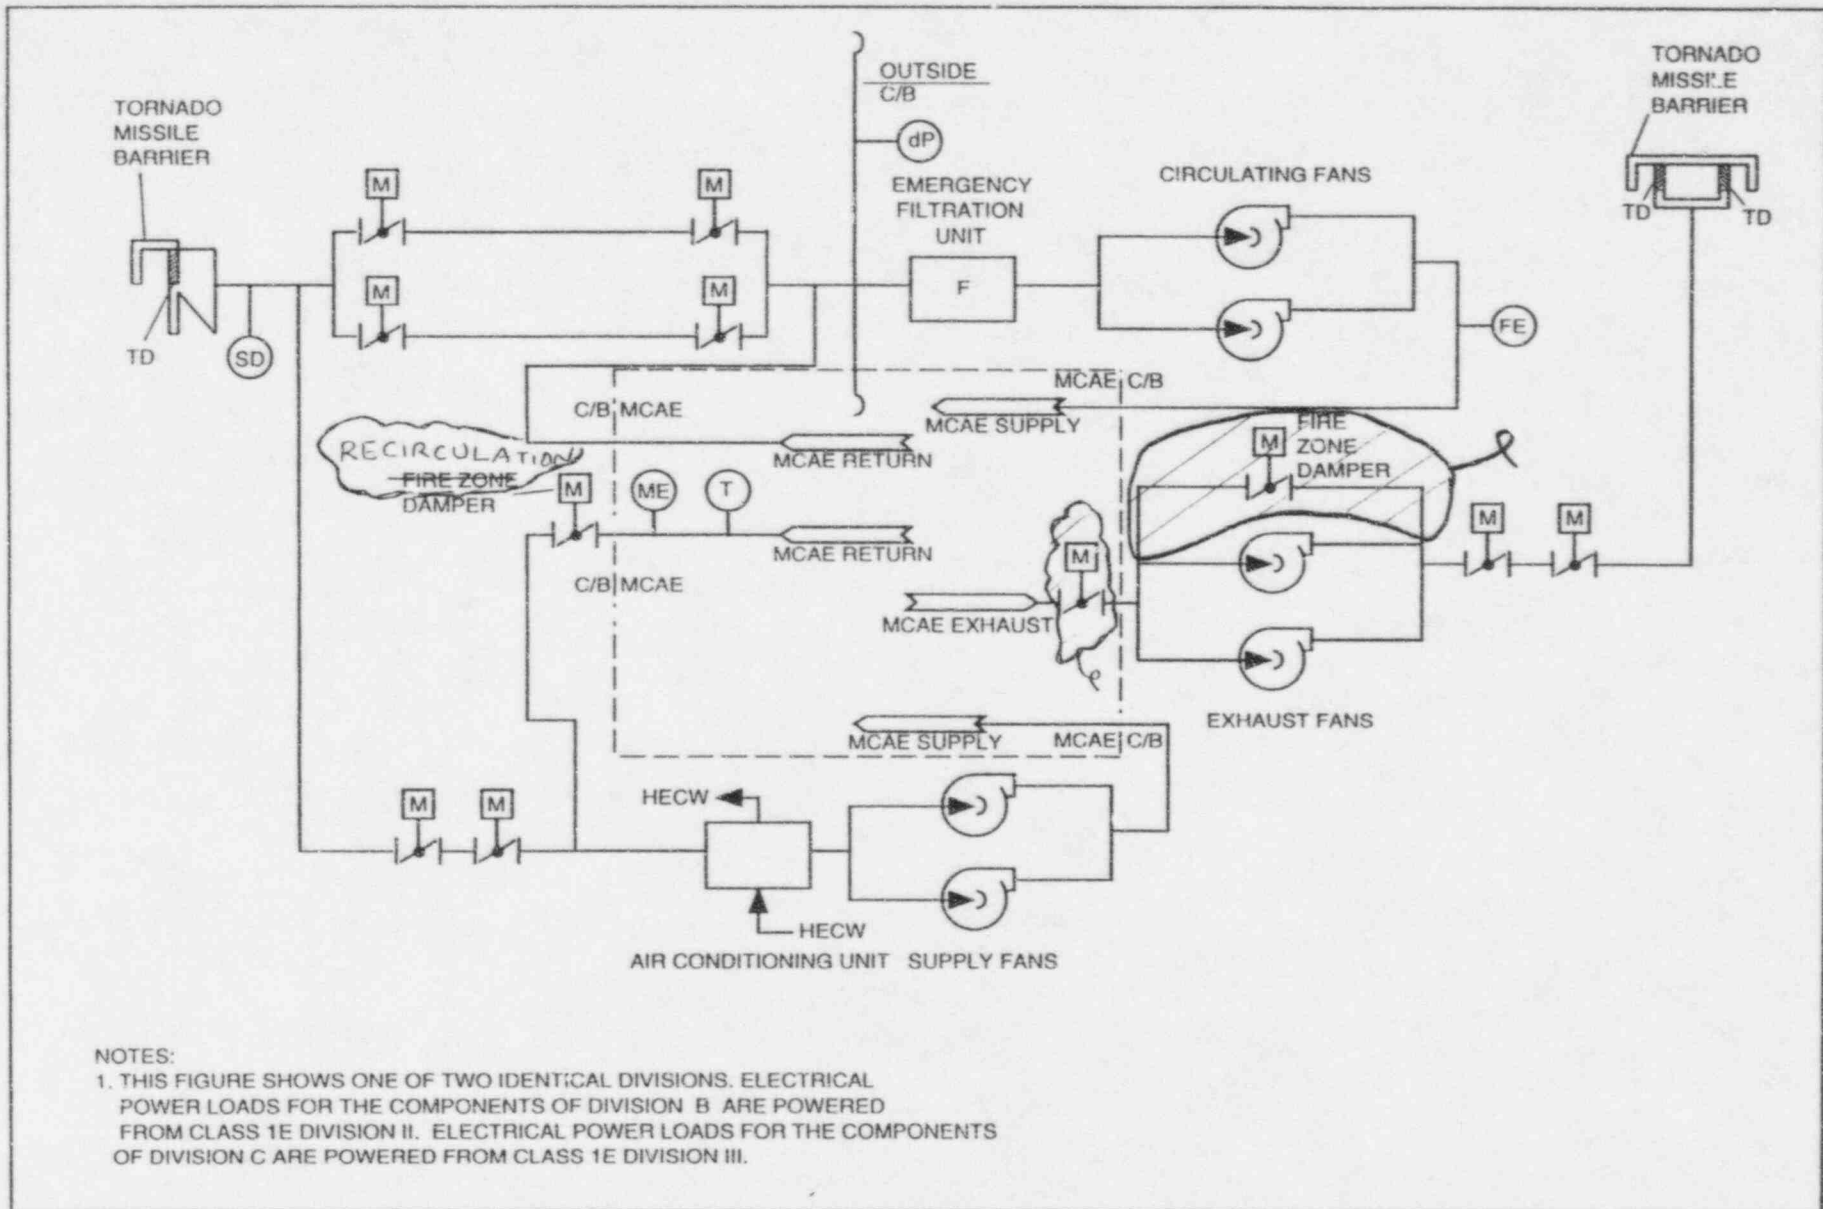 TORNADO
MISSILE
BARRIER
TD
SD
M
M
M
M
OUTSIDE
C/B
dP
EMERGENCY
FILTRATION
UNIT
F
CIRCULATING FANS
TORNADO
MISSILE
BARRIER
TD
TD
FE
MCAE C/B
MCAE SUPPLY
C/B MCAE
MCAE RETURN
RECIRCULATION
FIRE ZONE
DAMPER
M
ME
T
MCAE RETURN
C/B MCAE
M
FIRE
ZONE
DAMPER
M
MCAE EXHAUST
M
M
EXHAUST FANS
MCAE SUPPLY
MCAE C/B
M
M
HECW
HECW
AIR CONDITIONING UNIT SUPPLY FANS
NOTES:
1. THIS FIGURE SHOWS ONE OF TWO IDENTICAL DIVISIONS. ELECTRICAL
POWER LOADS FOR THE COMPONENTS OF DIVISION B ARE POWERED
FROM CLASS 1E DIVISION II. ELECTRICAL POWER LOADS FOR THE COMPONENTS
OF DIVISION C ARE POWERED FROM CLASS 1E DIVISION III.